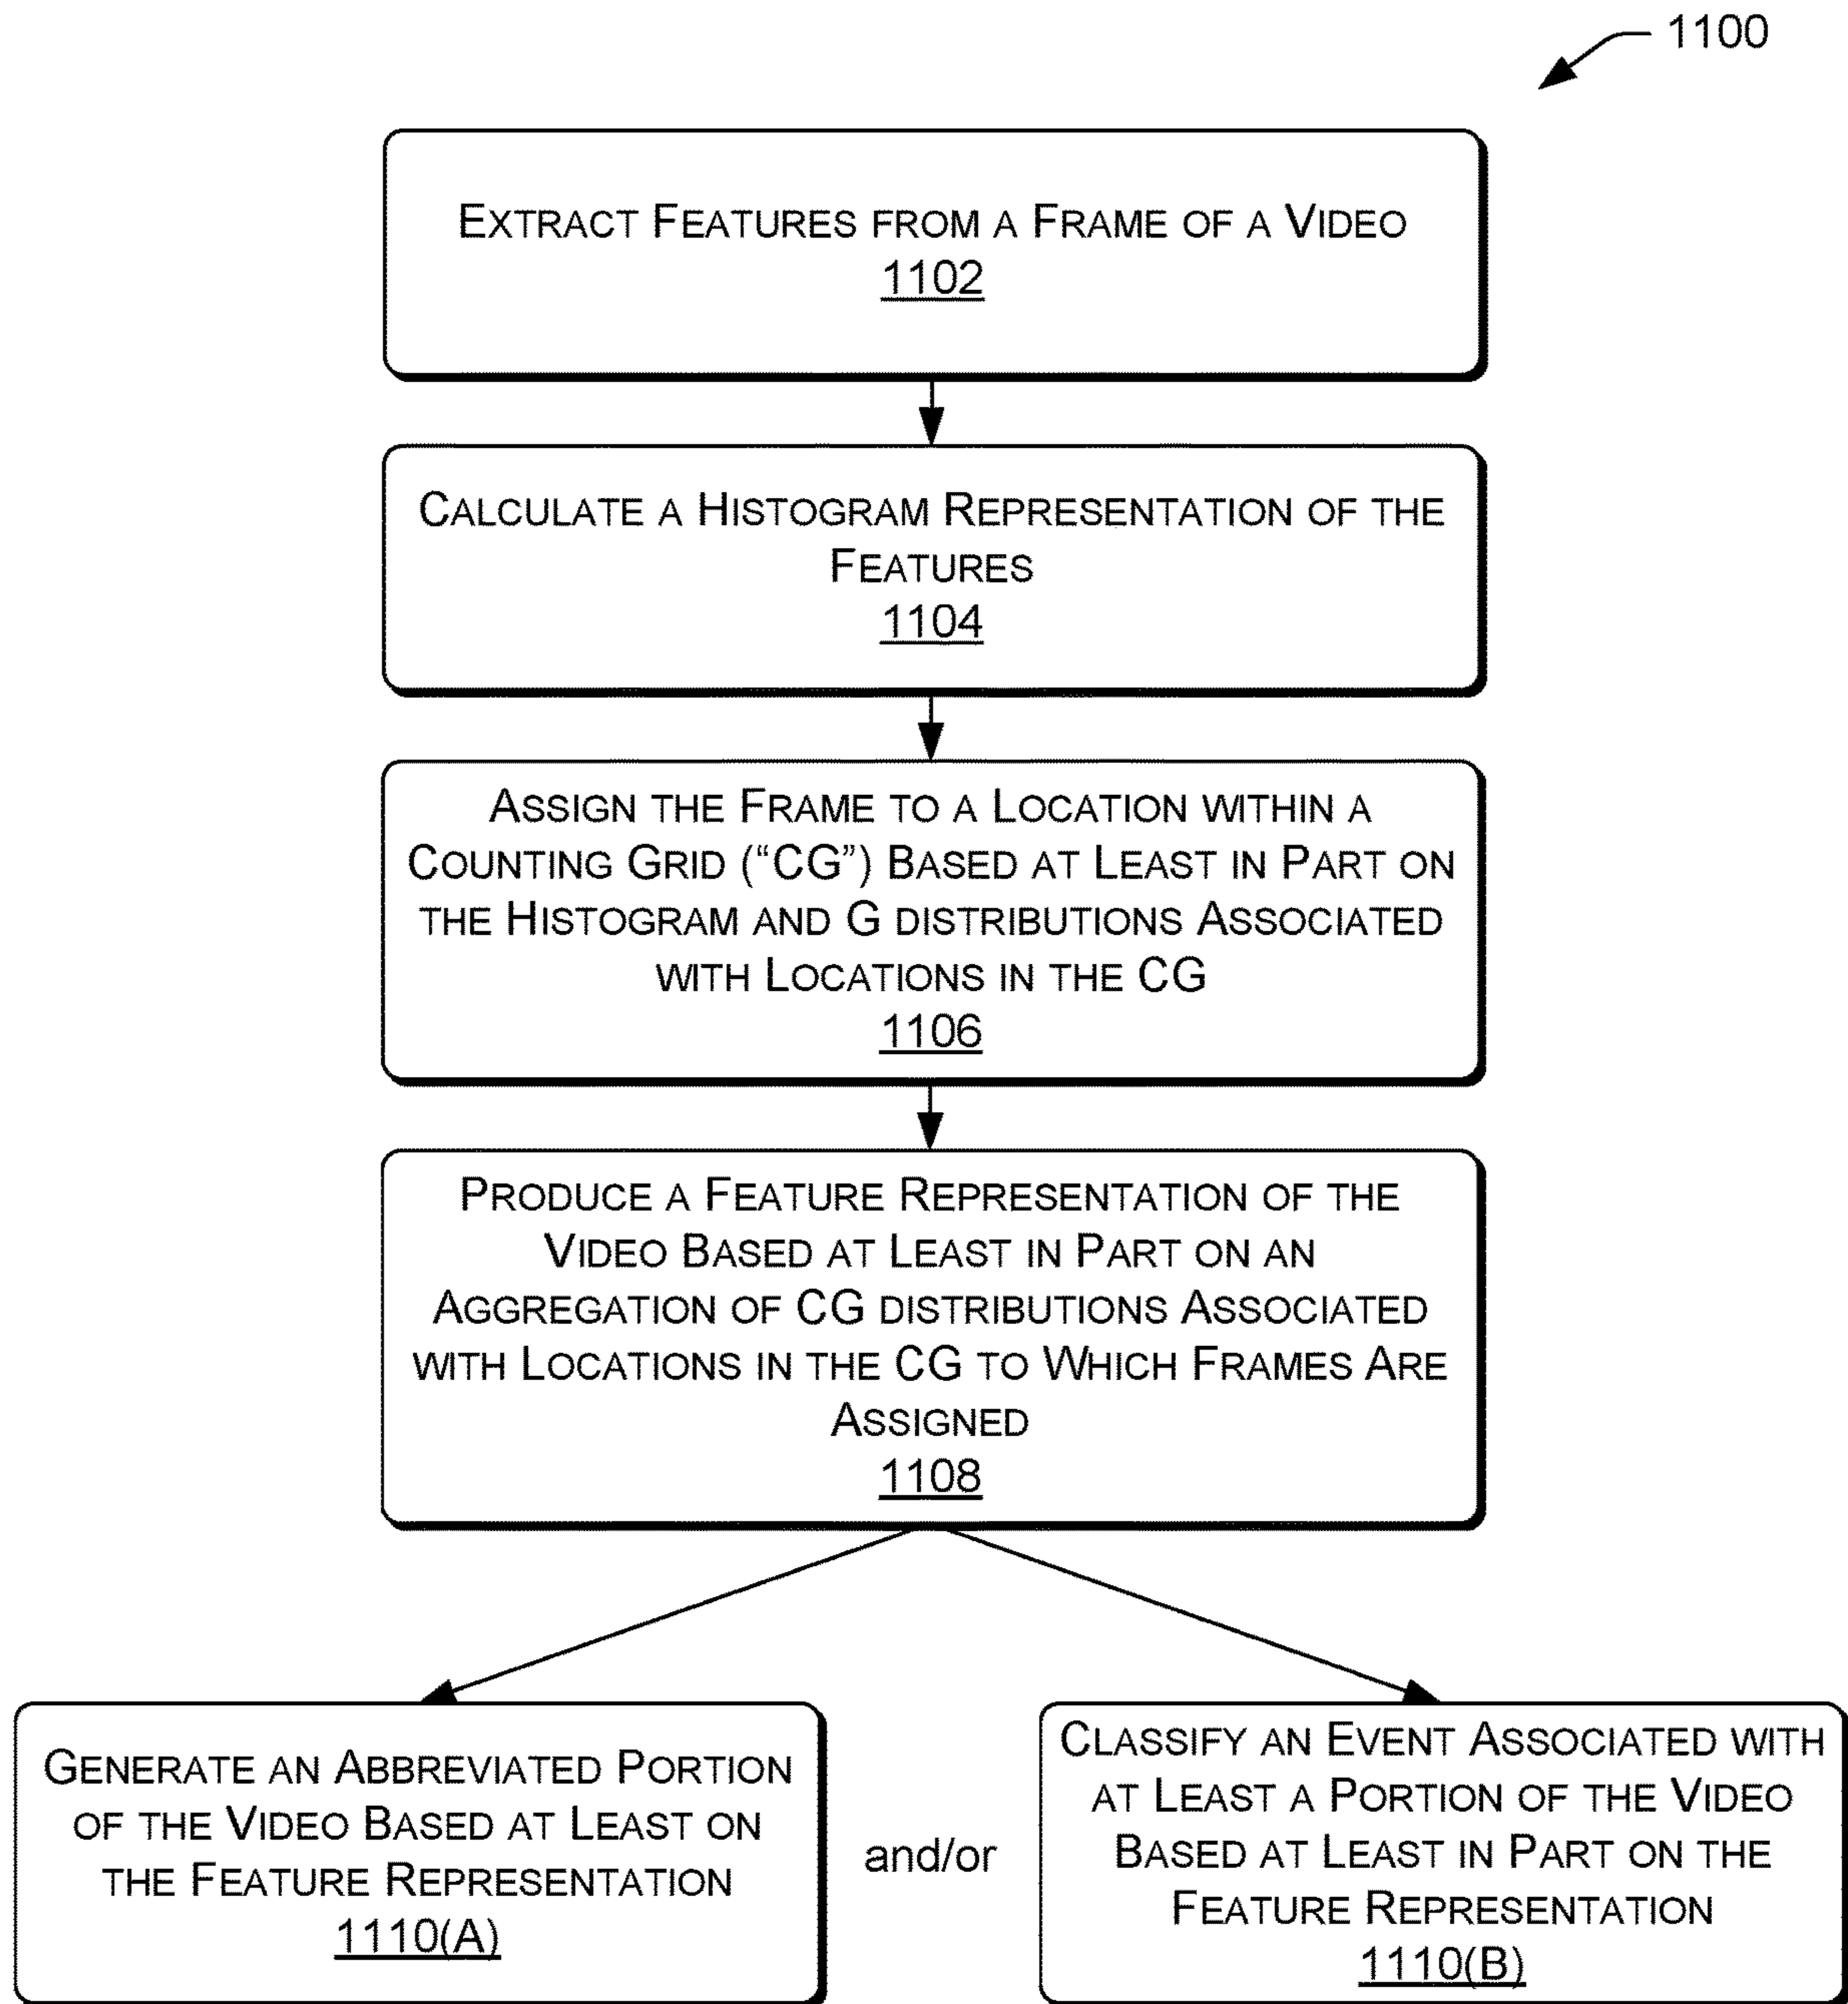 1100
EXTRACT FEATURES FROM A FRAME OF A VIDEO
1102
CALCULATE A HISTOGRAM REPRESENTATION OF THE
FEATURES
1104
ASSIGN THE FRAME TO A LOCATION WITHIN A
COUNTING GRID (“CG”) BASED AT LEAST IN PART ON
THE HISTOGRAM AND G DISTRIBUTIONS ASSOCIATED
WITH LOCATIONS IN THE CG
1106
PRODUCE A FEATURE REPRESENTATION OF THE
VIDEO BASED AT LEAST IN PART ON AN
AGGREGATION OF CG DISTRIBUTIONS ASSOCIATED
WITH LOCATIONS IN THE CG TO WHICH FRAMES ARE
ASSIGNED
1108
GENERATE AN ABBREVIATED PORTION
OF THE VIDEO BASED AT LEAST ON
THE FEATURE REPRESENTATION
1110(A)
and/or
CLASSIFY AN EVENT ASSOCIATED WITH
AT LEAST A PORTION OF THE VIDEO
BASED AT LEAST IN PART ON THE
FEATURE REPRESENTATION
1110(B)